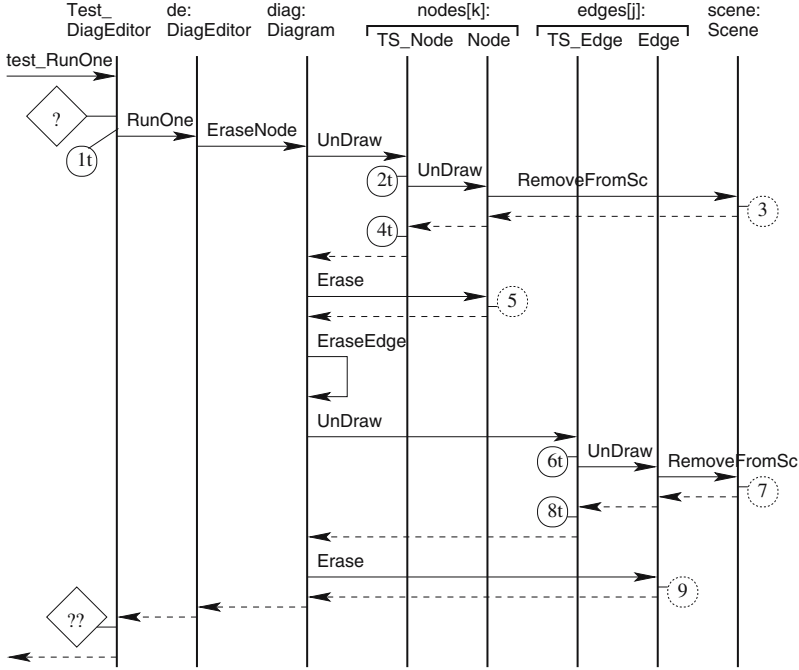 Test_ de: diag: nodes[k]: edges[j]: scene:
DiagEditor DiagEditor Diagram TS_Node Node TS_Edge Edge Scene
test_RunOne
?
RunOne
1t
EraseNode
UnDraw
2t
UnDraw
RemoveFromSc
3
4t
Erase
5
EraseEdge
UnDraw
6t
UnDraw
RemoveFromSc
7
8t
Erase
9
??